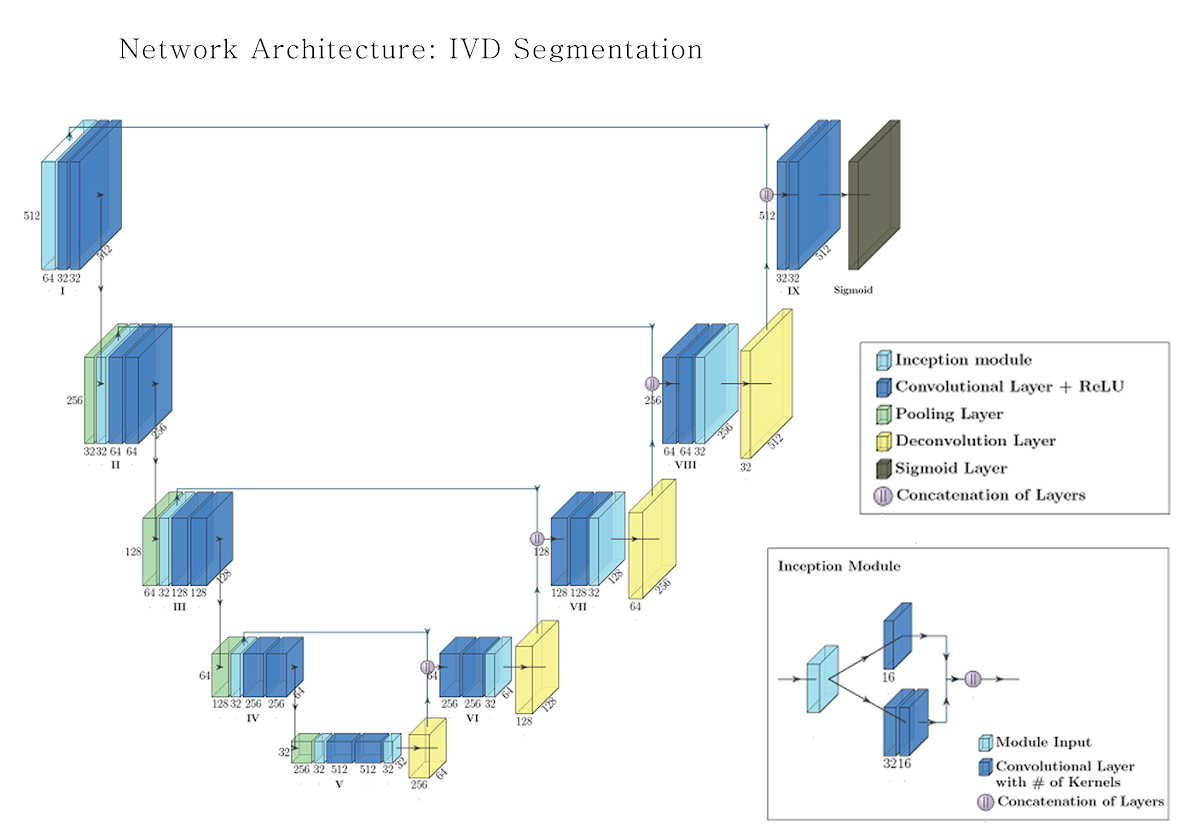 Network Architecture: IVD Segmentation
512
64 32 32
512
I
512
32 32
512
IX
Sigmoid
256
32 32 64 64
256
II
256
64 64 32
256
VIII
32
512
128
64 32 128 128
128
III
128
128 128 32
128
VII
64
256
64
128 32 256 256
64
IV
64
256 256 32
64
VI
128
128
32
256 32 512 512 32
32
V
256
64
Inception module
Convolutional Layer + ReLU
Pooling Layer
Deconvolution Layer
Sigmoid Layer
Concatenation of Layers
Inception Module
16
32 16
Module Input
Convolutional Layer
with # of Kernels
Concatenation of Layers